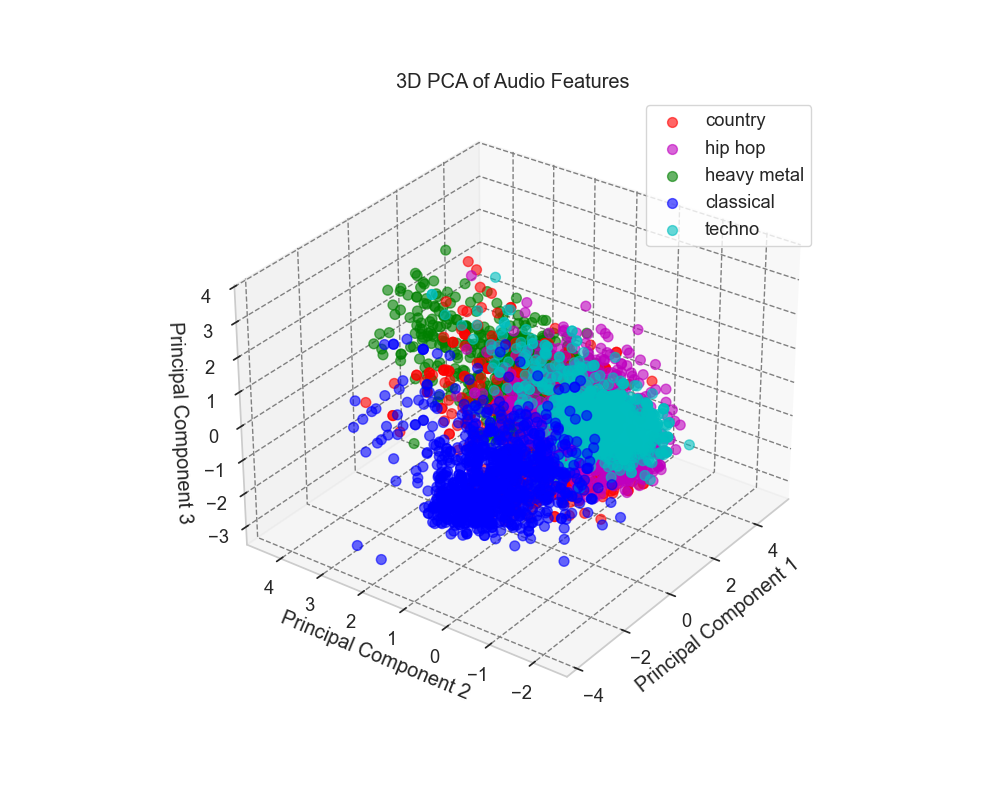 3D PCA of Audio Features
country
hip hop
heavy metal
classical
techno
4
3
2
1
0
−1
−2
−3
Principal Component 3
4
3
2
1
0
−1
−2
Principal Component 2
4
2
0
−2
−4
Principal Component 1